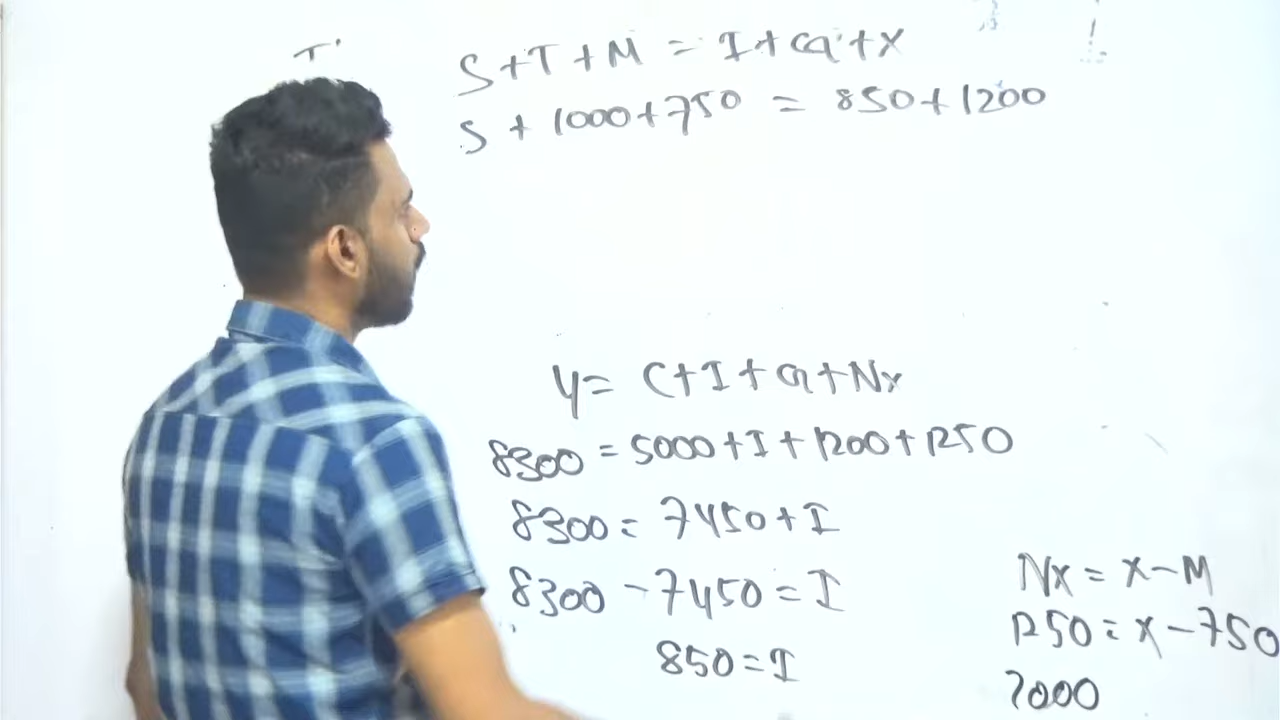 S+T+M = I+G+X
S + 1000+750 = 850+1200
Y= C+I+G+Nx
8300 = 5000+I+1200+1250
8300 = 7450+I
8300 - 7450 = I
850 = I
Nx = X-M
1250 = X-750
2000